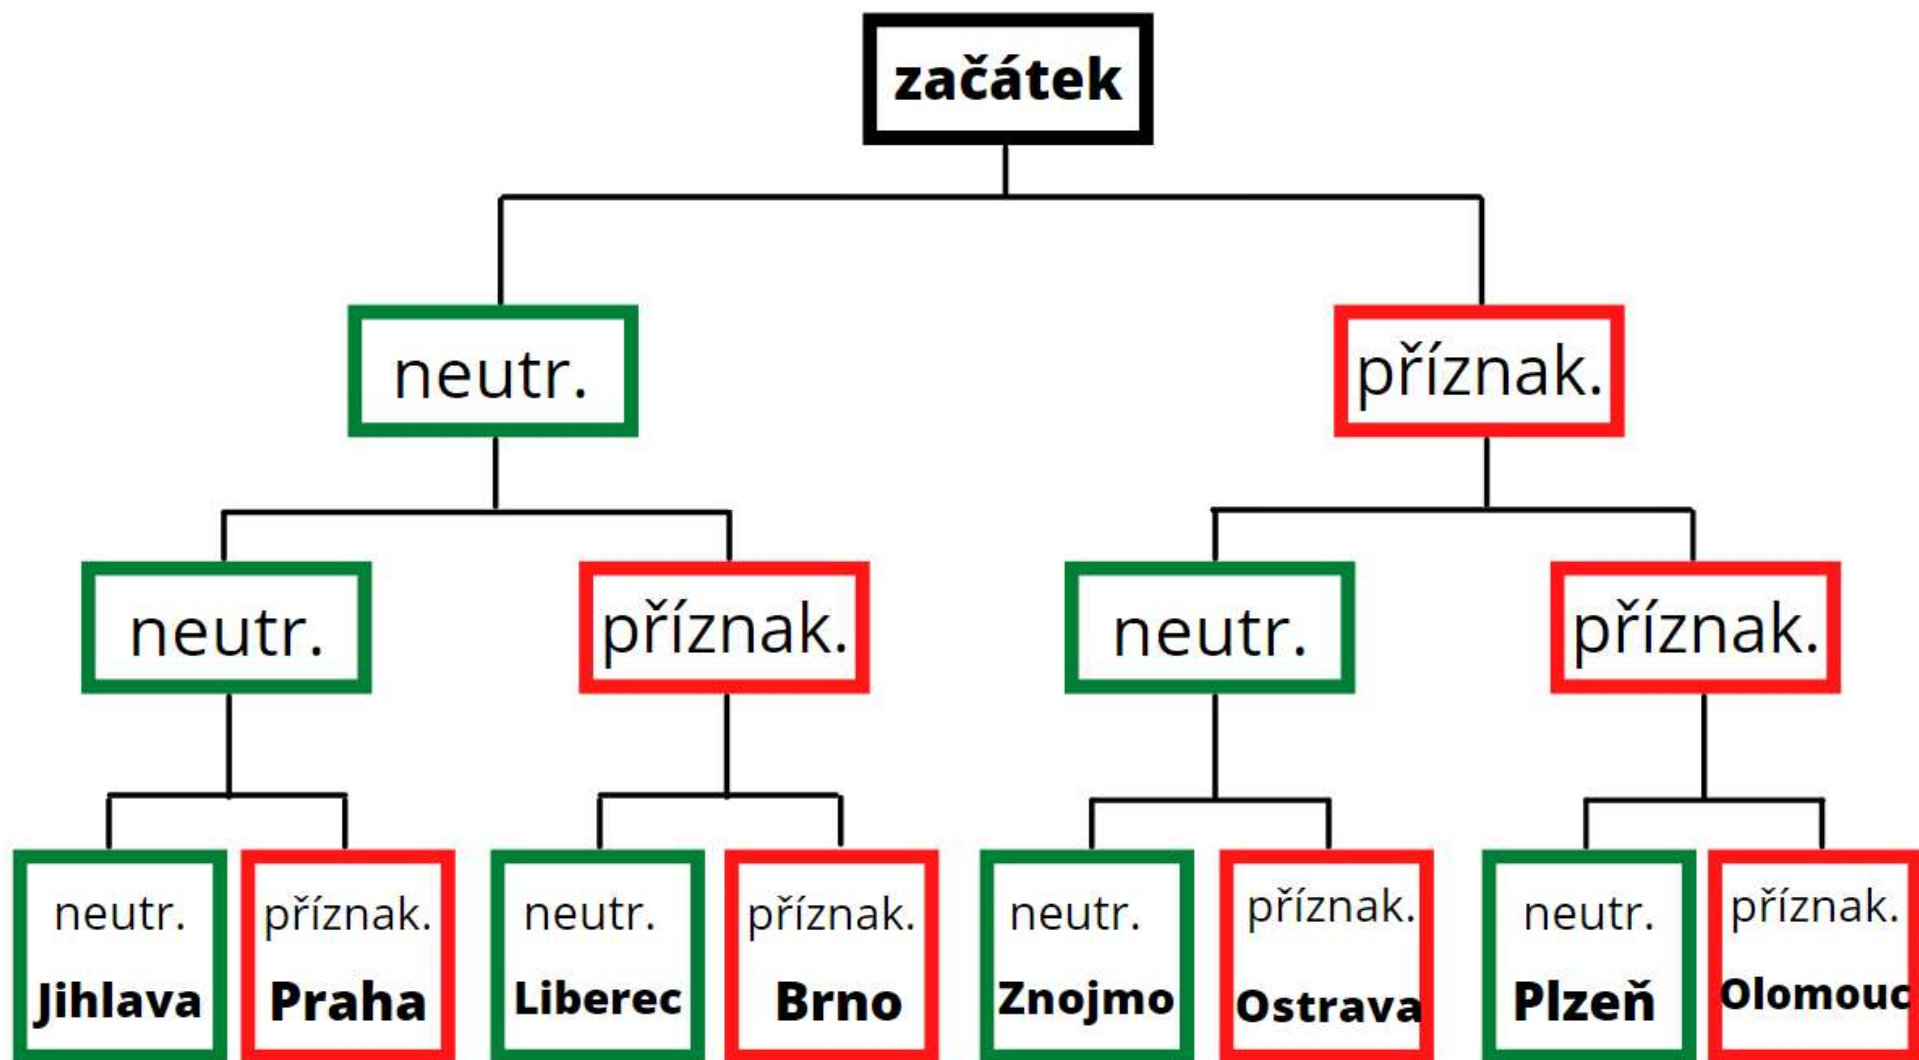 začátek
neutr.
příznak.
neutr.
příznak.
neutr.
příznak.
neutr.
Jihlava
příznak.
Praha
neutr.
Liberec
příznak.
Brno
neutr.
Znojmo
příznak.
Ostrava
neutr.
Plzeň
příznak.
Olomouc